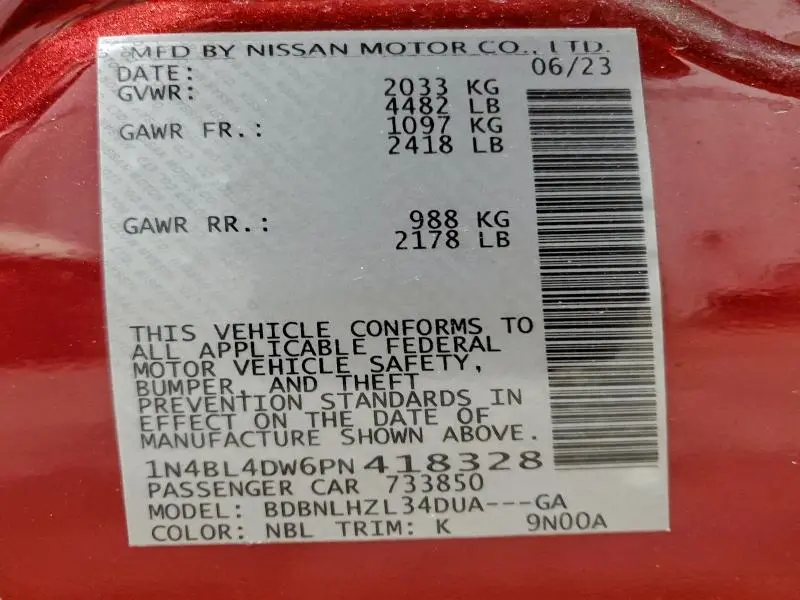 MFD BY NISSAN MOTOR CO., LTD.
DATE: 06/23
GVWR: 2033 KG
4482 LB
GAWR FR.: 1097 KG
2418 LB
GAWR RR.: 988 KG
2178 LB
THIS VEHICLE CONFORMS TO
ALL APPLICABLE FEDERAL
MOTOR VEHICLE SAFETY,
BUMPER, AND THEFT
PREVENTION STANDARDS IN
EFFECT ON THE DATE OF
MANUFACTURE SHOWN ABOVE.
1N4BL4DW6PN418328
PASSENGER CAR 733850
MODEL: BDBNLHZL34DUA---GA
COLOR: NBL TRIM: K 9N00A